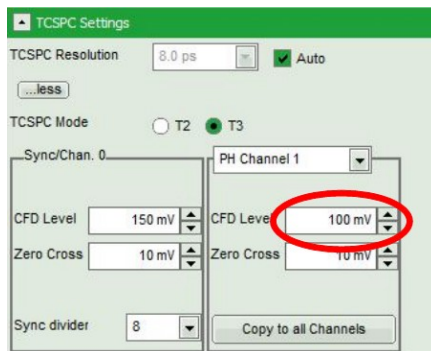 TCSPC Settings
TCSPC Resolution 8.0 ps Auto
...less
TCSPC Mode T2 T3
Sync/Chan. 0 PH Channel 1
CFD Level 150 mV CFD Level 100 mV
Zero Cross 10 mV Zero Cross 10 mV
Sync divider 8 Copy to all Channels